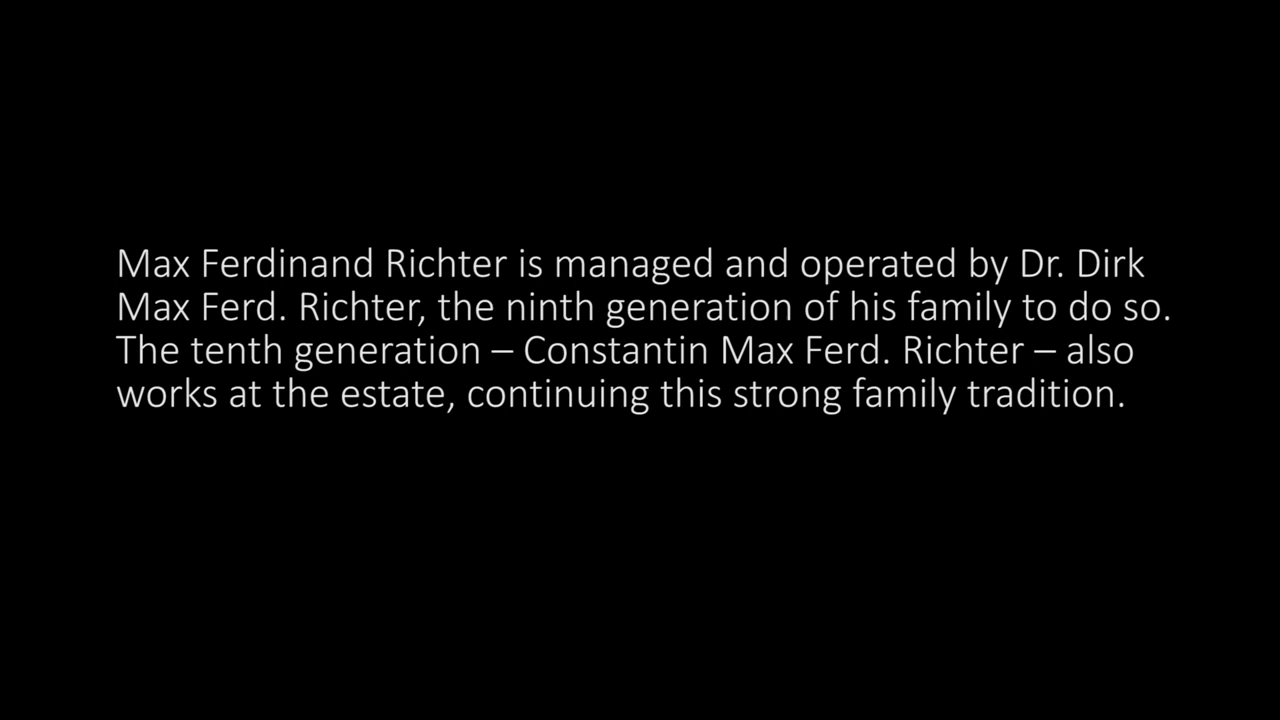 Max Ferdinand Richter is managed and operated by Dr. Dirk
Max Ferd. Richter, the ninth generation of his family to do so.
The tenth generation – Constantin Max Ferd. Richter – also
works at the estate, continuing this strong family tradition.